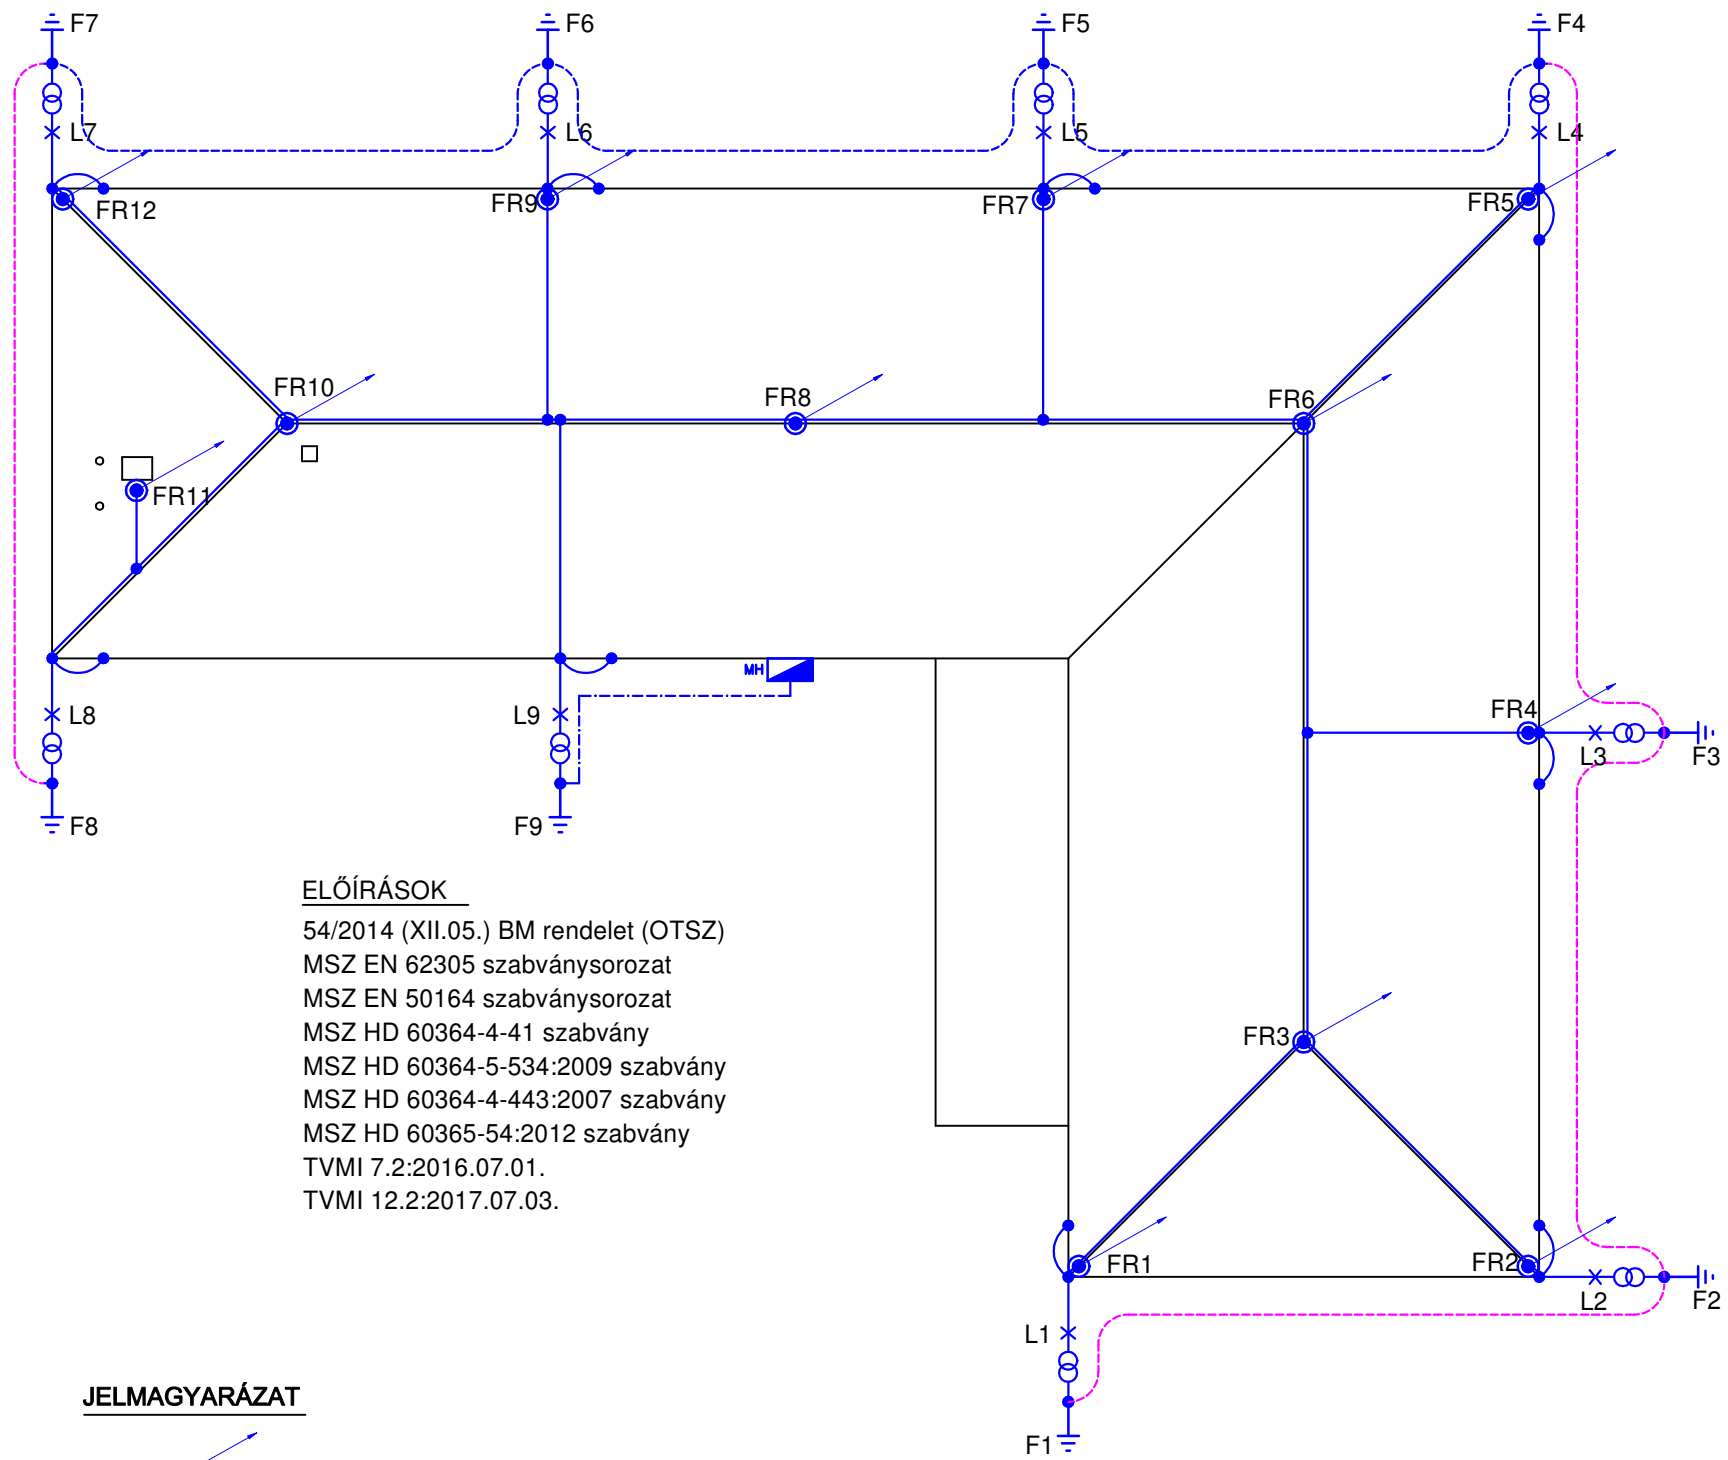 F7
F6
F5
F4
L7
L6
L5
L4
FR12
FR9
FR7
FR5
FR10
FR8
FR6
FR11
MH
L8
L9
FR4
L3
F3
F8
F9
ELŐÍRÁSOK
54/2014 (XII.05.) BM rendelet (OTSZ)
MSZ EN 62305 szabványsorozat
MSZ EN 50164 szabványsorozat
MSZ HD 60364-4-41 szabvány
MSZ HD 60364-5-534:2009 szabvány
MSZ HD 60364-4-443:2007 szabvány
MSZ HD 60365-54:2012 szabvány
TVMI 7.2:2016.07.01.
TVMI 12.2:2017.07.03.
FR3
FR1
FR2
L2
F2
L1
F1
JELMAGYARÁZAT